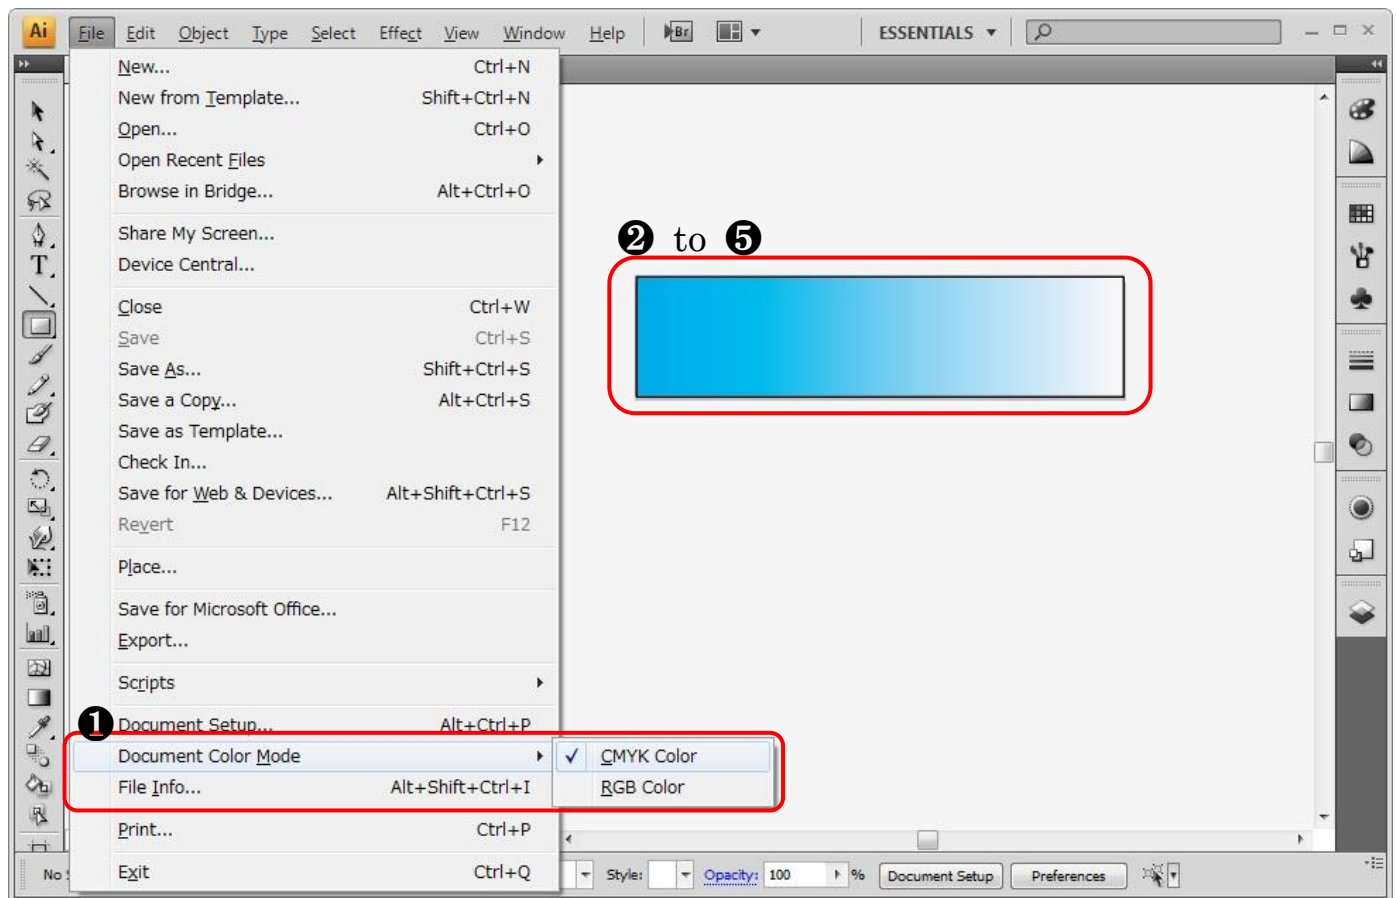 Ai File Edit Object Type Select Effect View Window Help Br ESSENTIALS
New... Ctrl+N
New from Template... Shift+Ctrl+N
Open... Ctrl+O
Open Recent Files
Browse in Bridge... Alt+Ctrl+O
Share My Screen...
Device Central...
Close Ctrl+W
Save Ctrl+S
Save As... Shift+Ctrl+S
Save a Copy... Alt+Ctrl+S
Save as Template...
Check In...
Save for Web & Devices... Alt+Shift+Ctrl+S
Revert F12
Place...
Save for Microsoft Office...
Export...
Scripts
Document Setup... Alt+Ctrl+P
Document Color Mode
File Info... Alt+Shift+Ctrl+I
Print... Ctrl+P
Exit Ctrl+Q
❷ to ❺
❶
✓ CMYK Color
RGB Color
No Style: Opacity: 100 % Document Setup Preferences